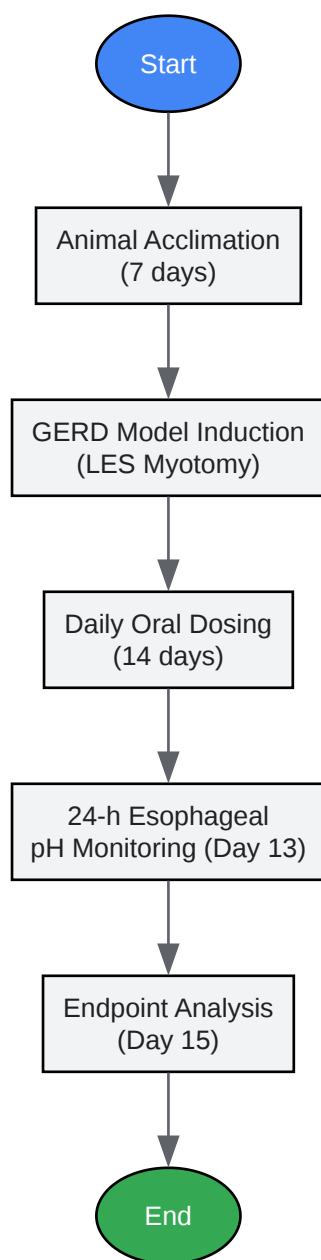 Start
Animal Acclimation
(7 days)
GERD Model Induction
(LES Myotomy)
Daily Oral Dosing
(14 days)
24-h Esophageal
pH Monitoring (Day 13)
Endpoint Analysis
(Day 15)
End